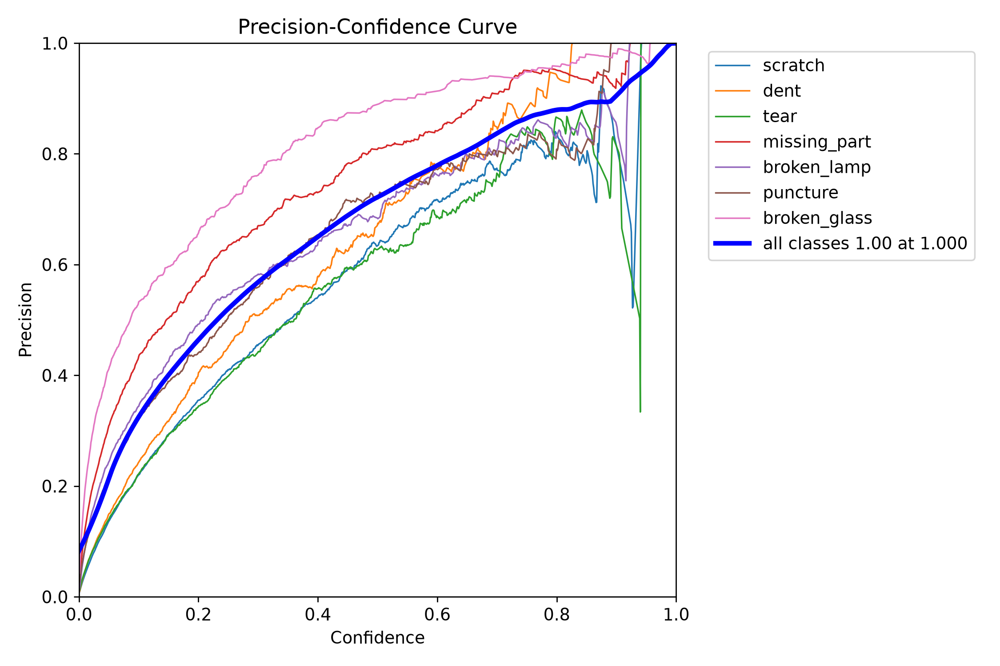 Precision-Confidence Curve
1.0
0.8
0.6
0.4
0.2
0.0
Precision
0.0 0.2 0.4 0.6 0.8 1.0
Confidence
scratch
dent
tear
missing_part
broken_lamp
puncture
broken_glass
all classes 1.00 at 1.000